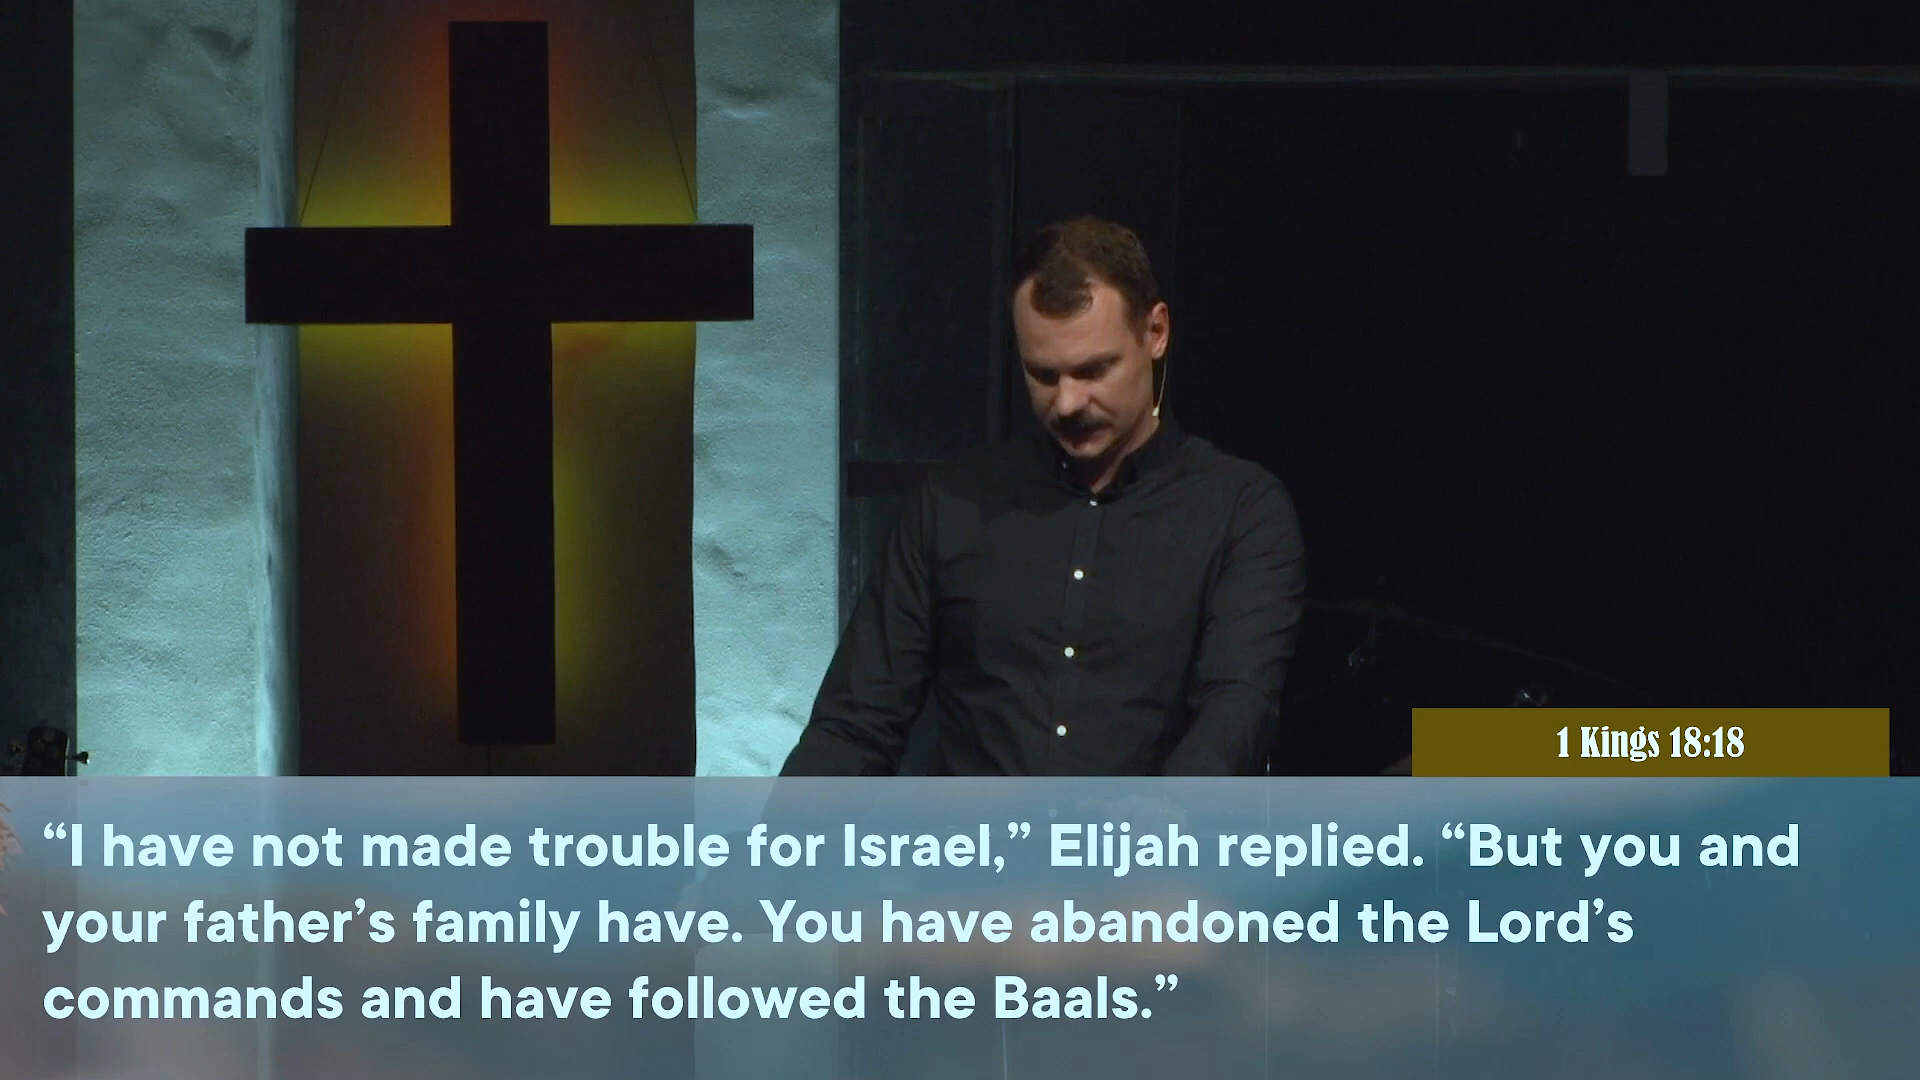 1 Kings 18:18
“I have not made trouble for Israel,” Elijah replied. “But you and
your father’s family have. You have abandoned the Lord’s
commands and have followed the Baals.”